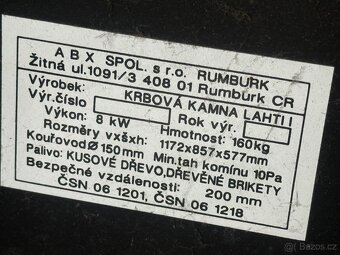 A B X SPOL. s r.o. RUMBURK
Žitná ul.1091/3 408 01 Rumburk CR
Výrobek: KRBOVÁ KAMNA LAHTI I
Výr.číslo Rok výr.
Výkon: 8 kW Hmotnost: 160kg
Rozměry vxšxh: 1172x857x577mm
Kouřovod Ø 150mm Min.tah komínu 10Pa
Palivo: KUSOVÉ DŘEVO,DŘEVĚNÉ BRIKETY
Bezpečné vzdálenosti: 200 mm
ČSN 06 1201, ČSN 06 1218
Bazos.cz